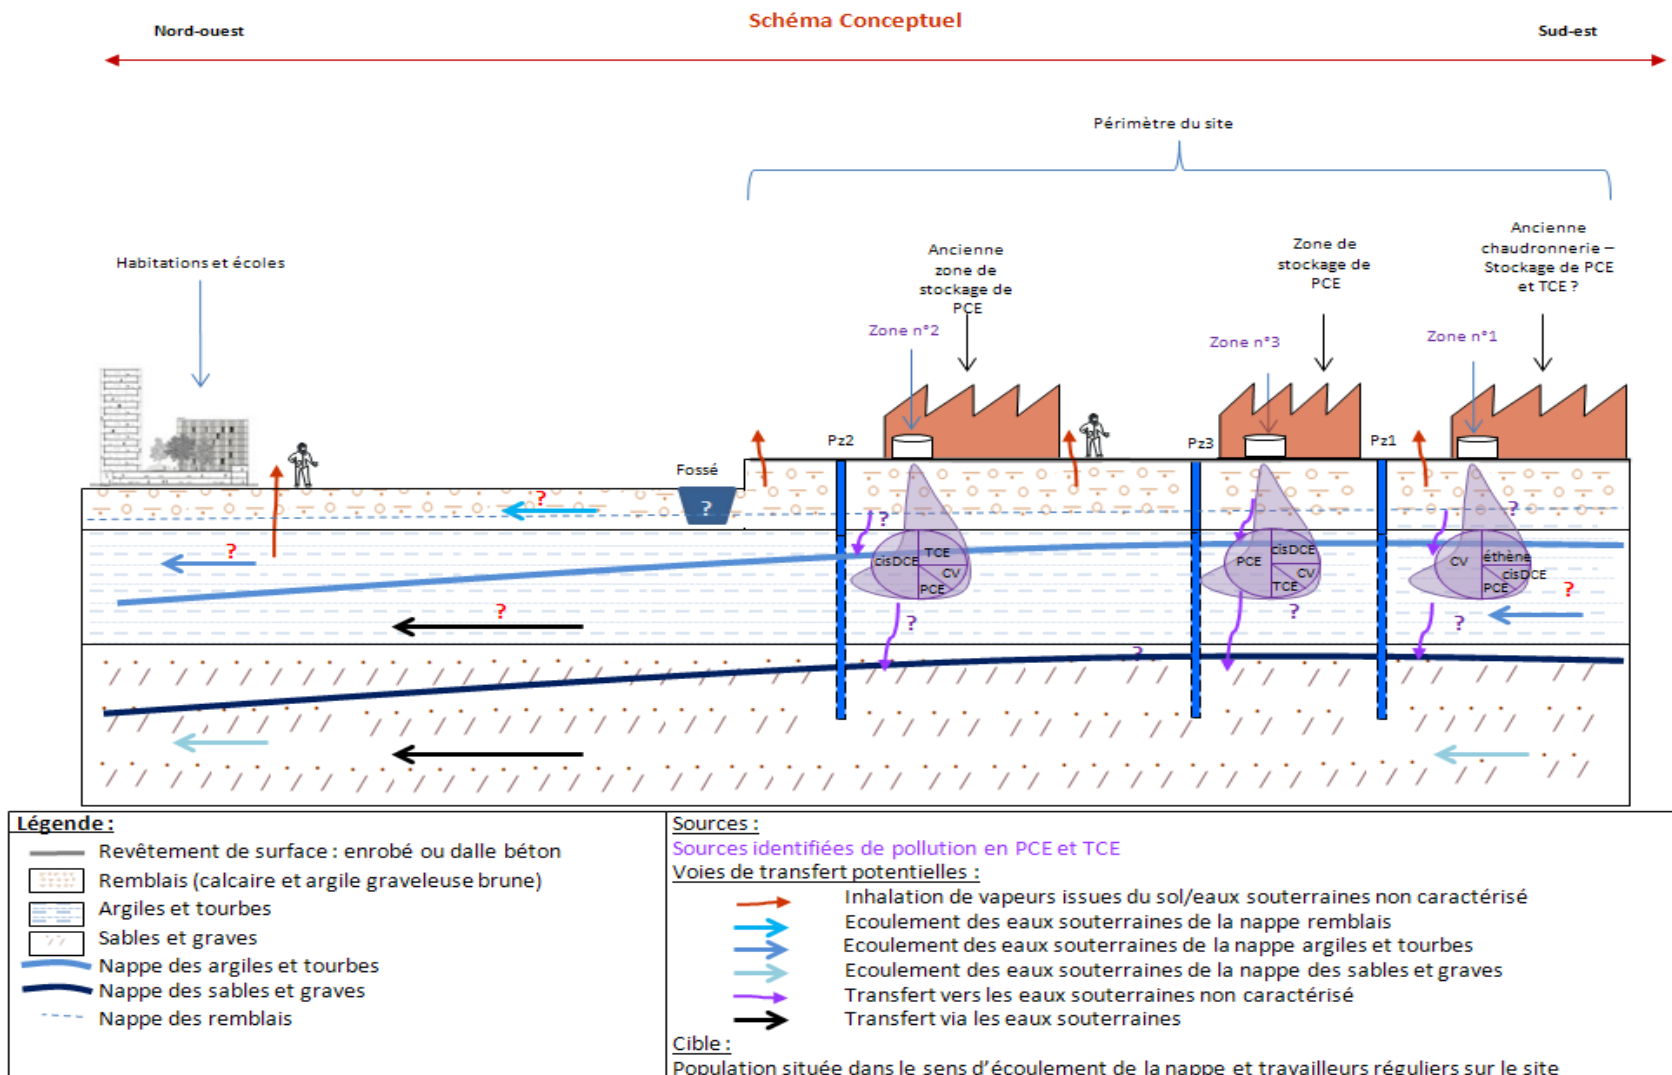 Schéma Conceptuel
Nord-ouest
Sud-est
Périmètre du site
Habitations et écoles
Ancienne
zone de
stockage de
PCE
Zone de
stockage de
PCE
Ancienne
chaudronnerie –
Stockage de PCE
et TCE ?
Zone n°2
Zone n°3
Zone n°1
Fossé
Pz2
Pz3
Pz1
?
?
?
?
?
?
?
?
?
?
?
?
cisDCE
TCE
CV
PCE
PCE
cisDCE
CV
TCE
CV
éthène
cisDCE
PCE
Légende :
Revêtement de surface : enrobé ou dalle béton
Remblais (calcaire et argile graveleuse brune)
Argiles et tourbes
Sables et graves
Nappe des argiles et tourbes
Nappe des sables et graves
Nappe des remblais
Sources :
Sources identifiées de pollution en PCE et TCE
Voies de transfert potentielles :
Inhalation de vapeurs issues du sol/eaux souterraines non caractérisé
Ecoulement des eaux souterraines de la nappe remblais
Ecoulement des eaux souterraines de la nappe argiles et tourbes
Ecoulement des eaux souterraines de la nappe des sables et graves
Transfert vers les eaux souterraines non caractérisé
Transfert via les eaux souterraines
Cible :
Population située dans le sens d'écoulement de la nappe et travailleurs réguliers sur le site